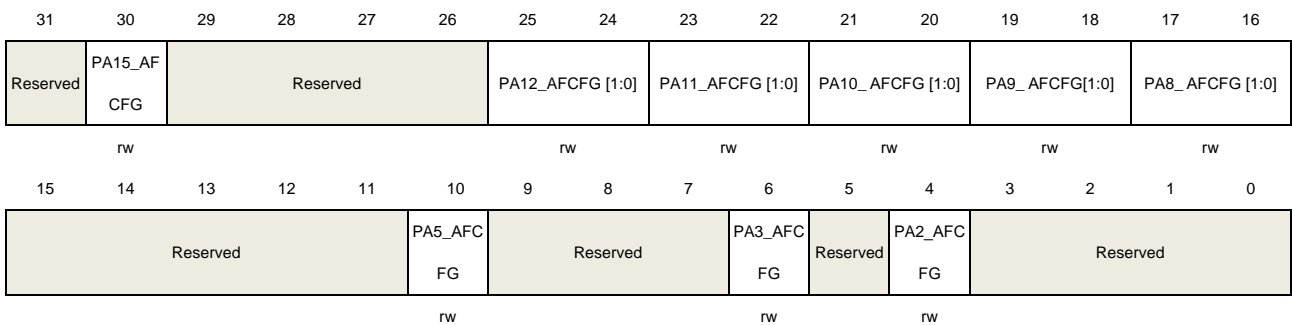 31 30 29 28 27 26 25 24 23 22 21 20 19 18 17 16
Reserved PA15_AF CFG Reserved PA12_AFCFG [1:0] PA11_AFCFG [1:0] PA10_ AFCFG [1:0] PA9_ AFCFG[1:0] PA8_ AFCFG [1:0]
rw rw rw rw rw rw
15 14 13 12 11 10 9 8 7 6 5 4 3 2 1 0
Reserved PA5_AFC FG Reserved PA3_AFC FG Reserved PA2_AFC FG Reserved
rw rw rw